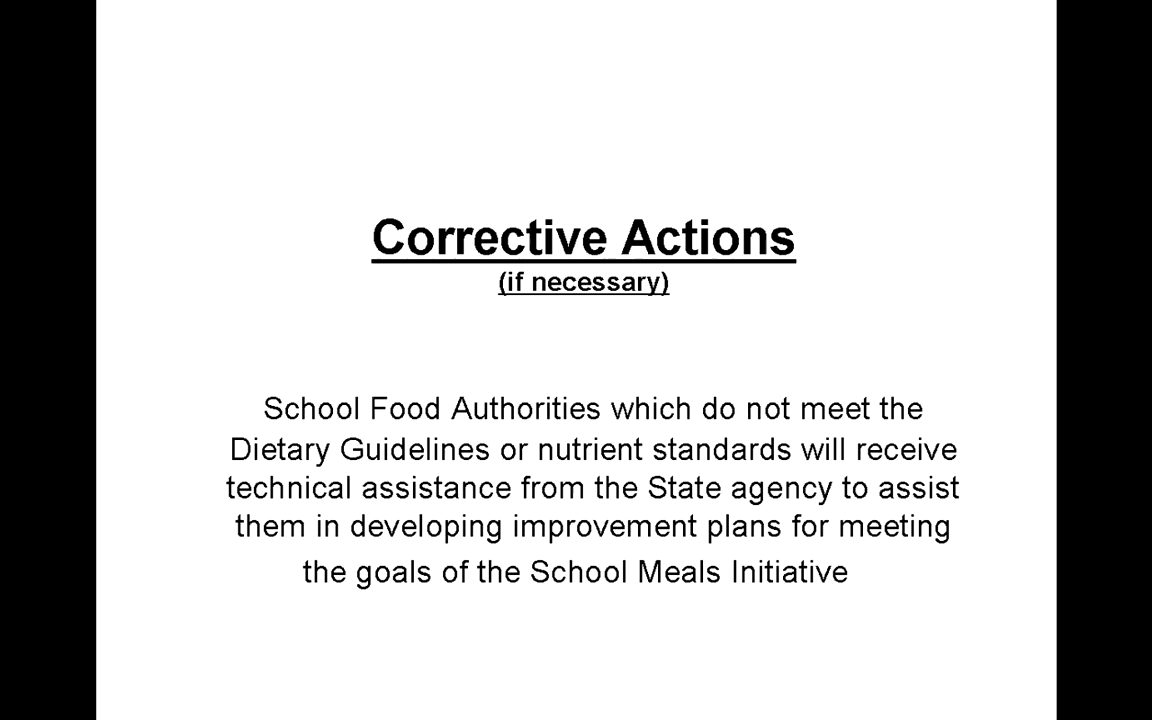 Corrective Actions
(if necessary)
School Food Authorities which do not meet the
Dietary Guidelines or nutrient standards will receive
technical assistance from the State agency to assist
them in developing improvement plans for meeting
the goals of the School Meals Initiative